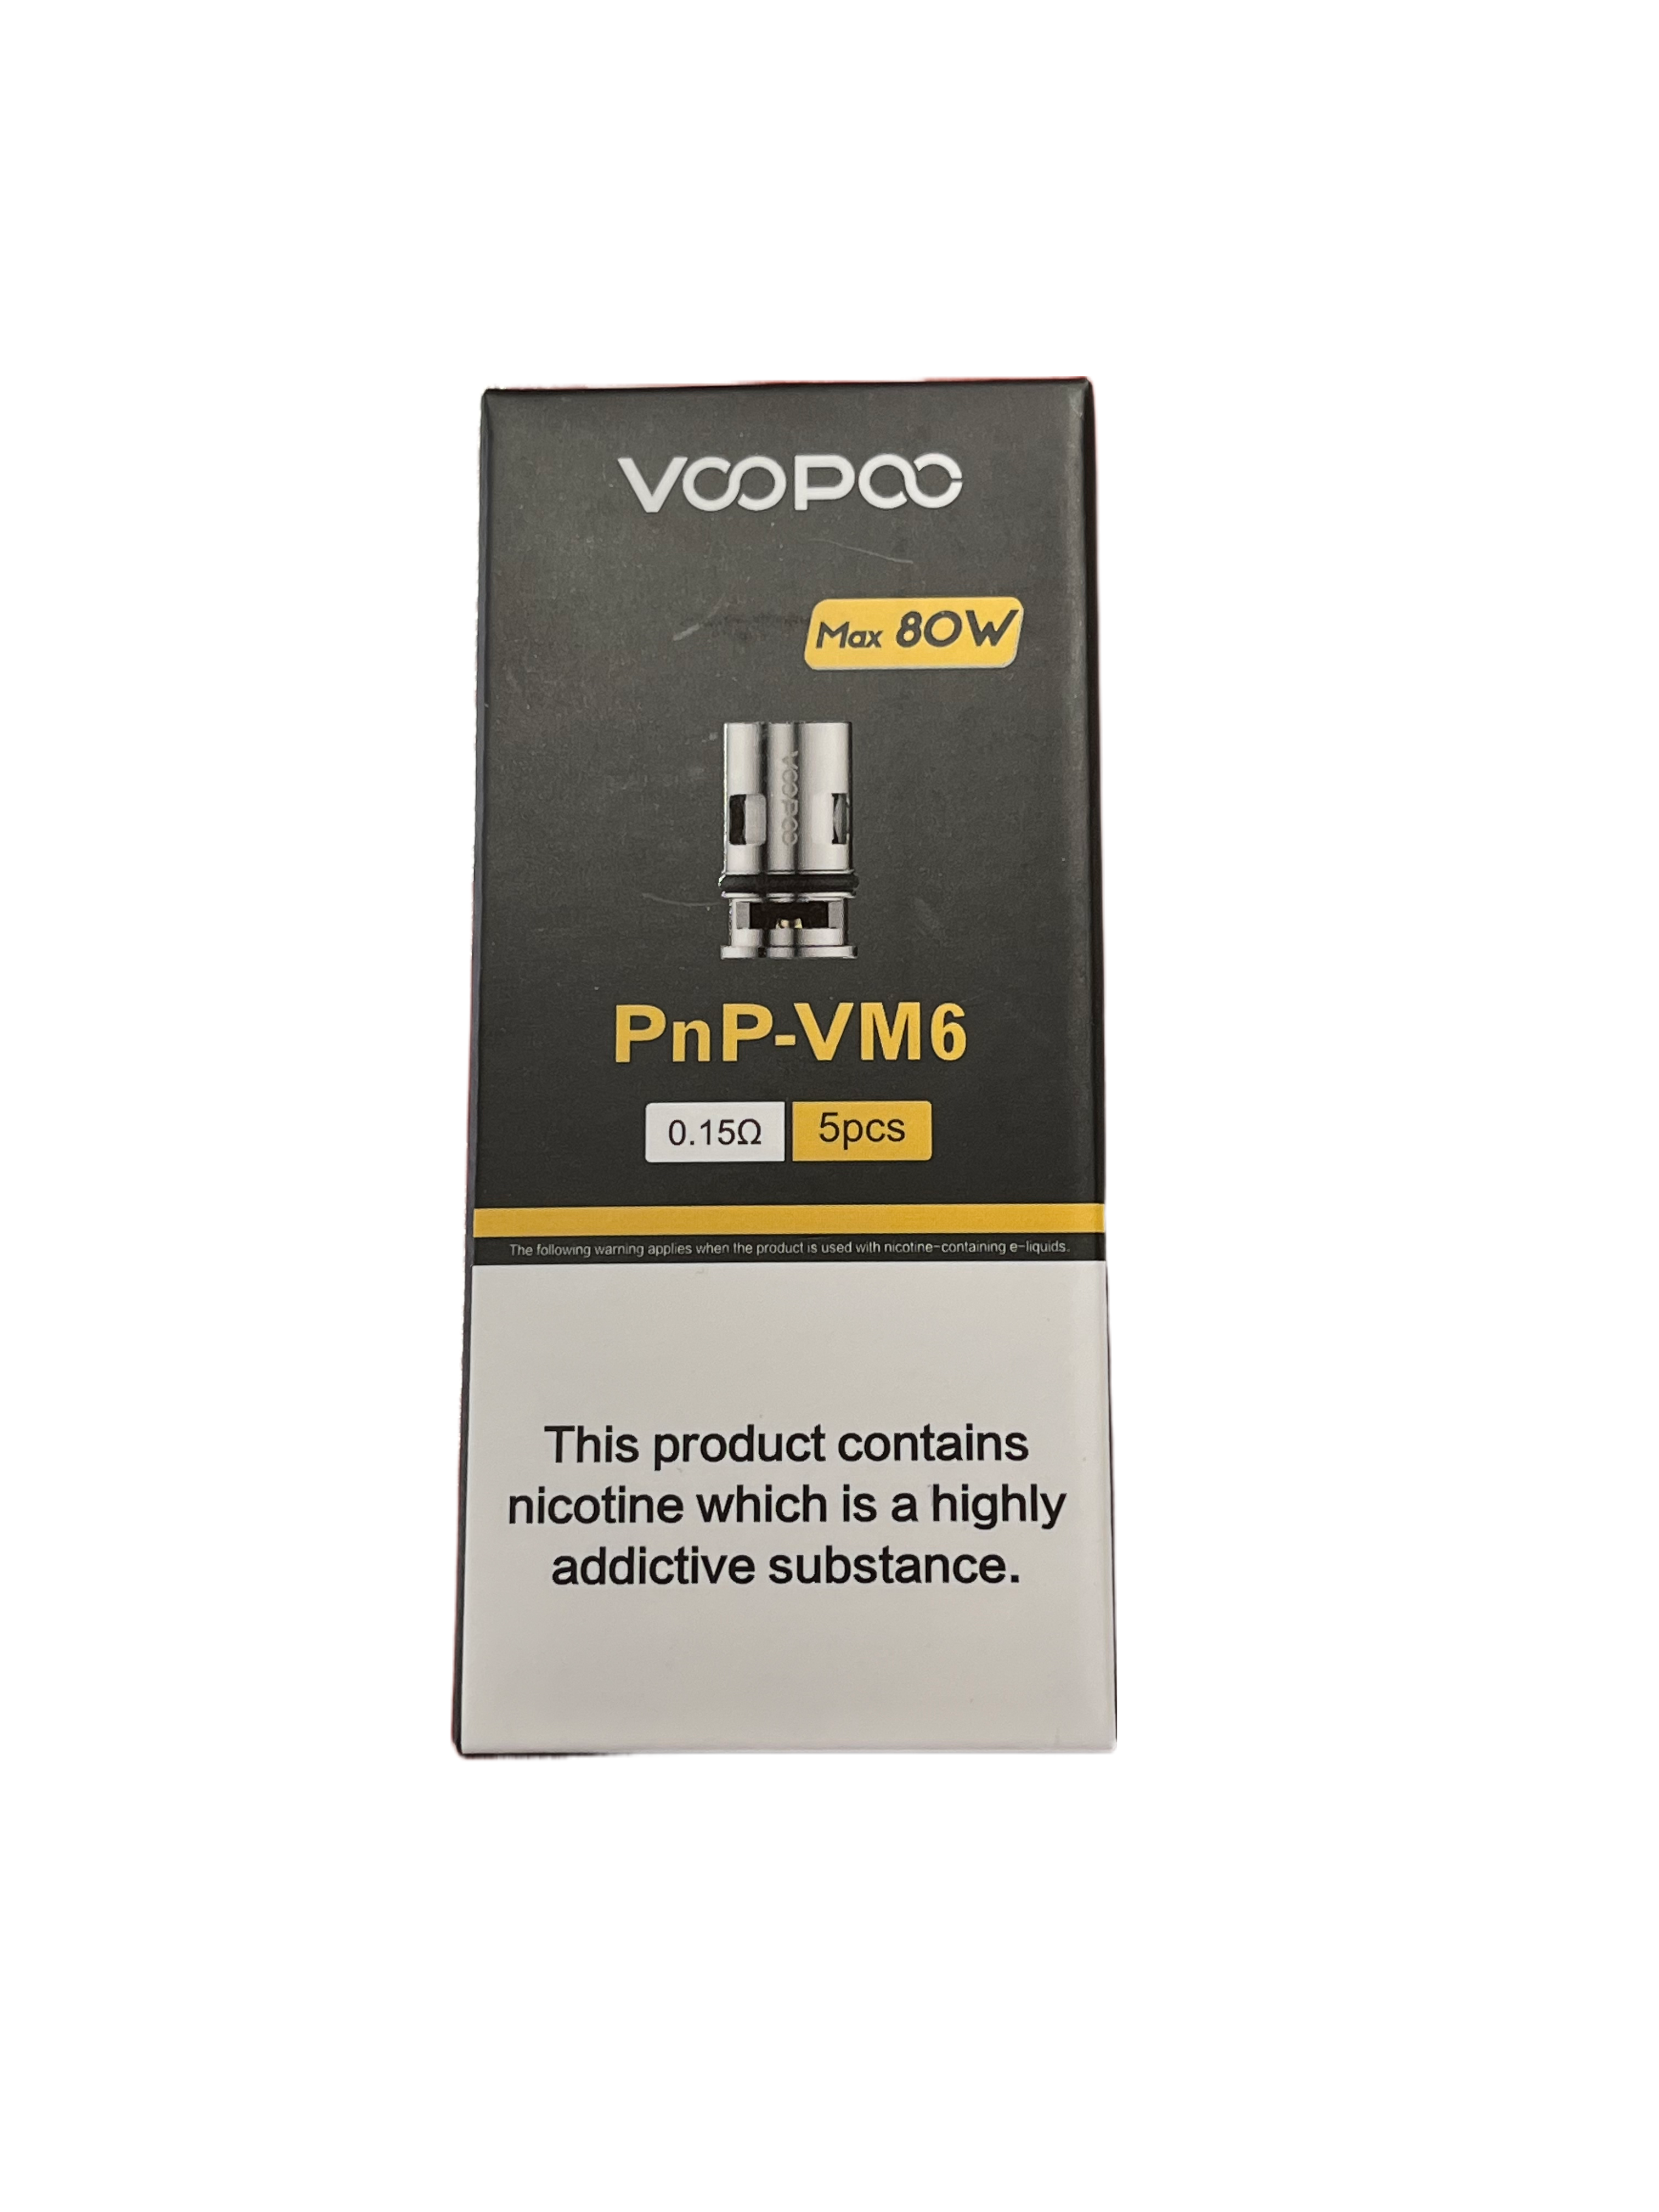 VOOPOO
Max 80W
VOOPOO
PnP-VM6
0.15Ω 5pcs
The following warning applies when the product is used with nicotine-containing e-liquids.
This product contains
nicotine which is a highly
addictive substance.